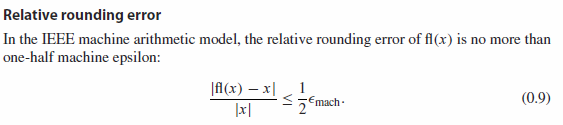 Relative rounding error
In the IEEE machine arithmetic model, the relative rounding error of fl(x) is no more than
one-half machine epsilon:
|fl(x) − x| / |x| ≤ 1/2 ϵmach. (0.9)